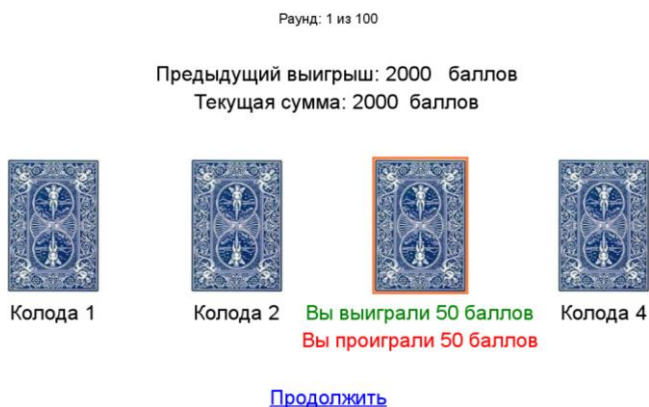 Раунд: 1 из 100
Предыдущий выигрыш: 2000 баллов
Текущая сумма: 2000 баллов
Колода 1
Колода 2
Вы выиграли 50 баллов
Вы проиграли 50 баллов
Колода 4
Продолжить